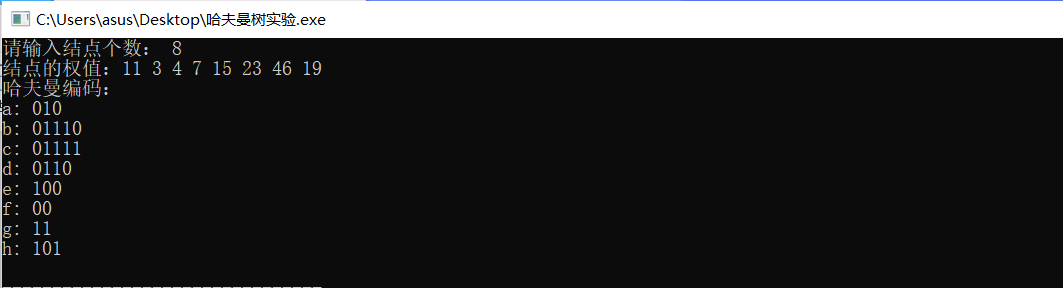 C:\Users\asus\Desktop\哈夫曼树实验.exe
请输入结点个数： 8
结点的权值：11 3 4 7 15 23 46 19
哈夫曼编码：
a: 010
b: 01110
c: 01111
d: 0110
e: 100
f: 00
g: 11
h: 101
--------------------------------